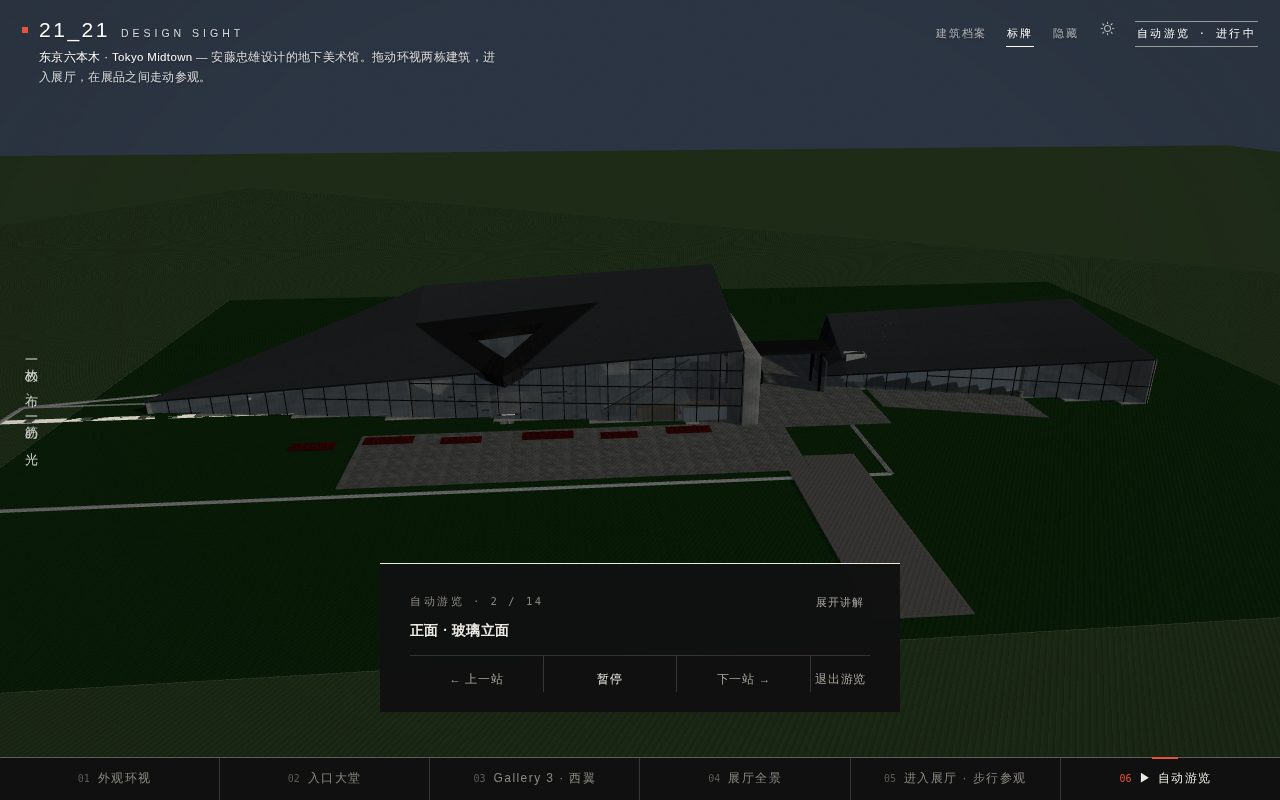 21_21 DESIGN SIGHT
东京六本木 · Tokyo Midtown — 安藤忠雄设计的地下美术馆。拖动环视两栋建筑，进
入展厅，在展品之间走动参观。
建筑档案 标牌 隐藏 自动游览 · 进行中
一枚の布、一筋の光
自动游览 · 2 / 14 展开讲解
正面 · 玻璃立面
← 上一站 暂停 下一站 → 退出游览
01 外观环视 02 入口大堂 03 Gallery 3 · 西翼 04 展厅全景 05 进入展厅 · 步行参观 06 ▶ 自动游览